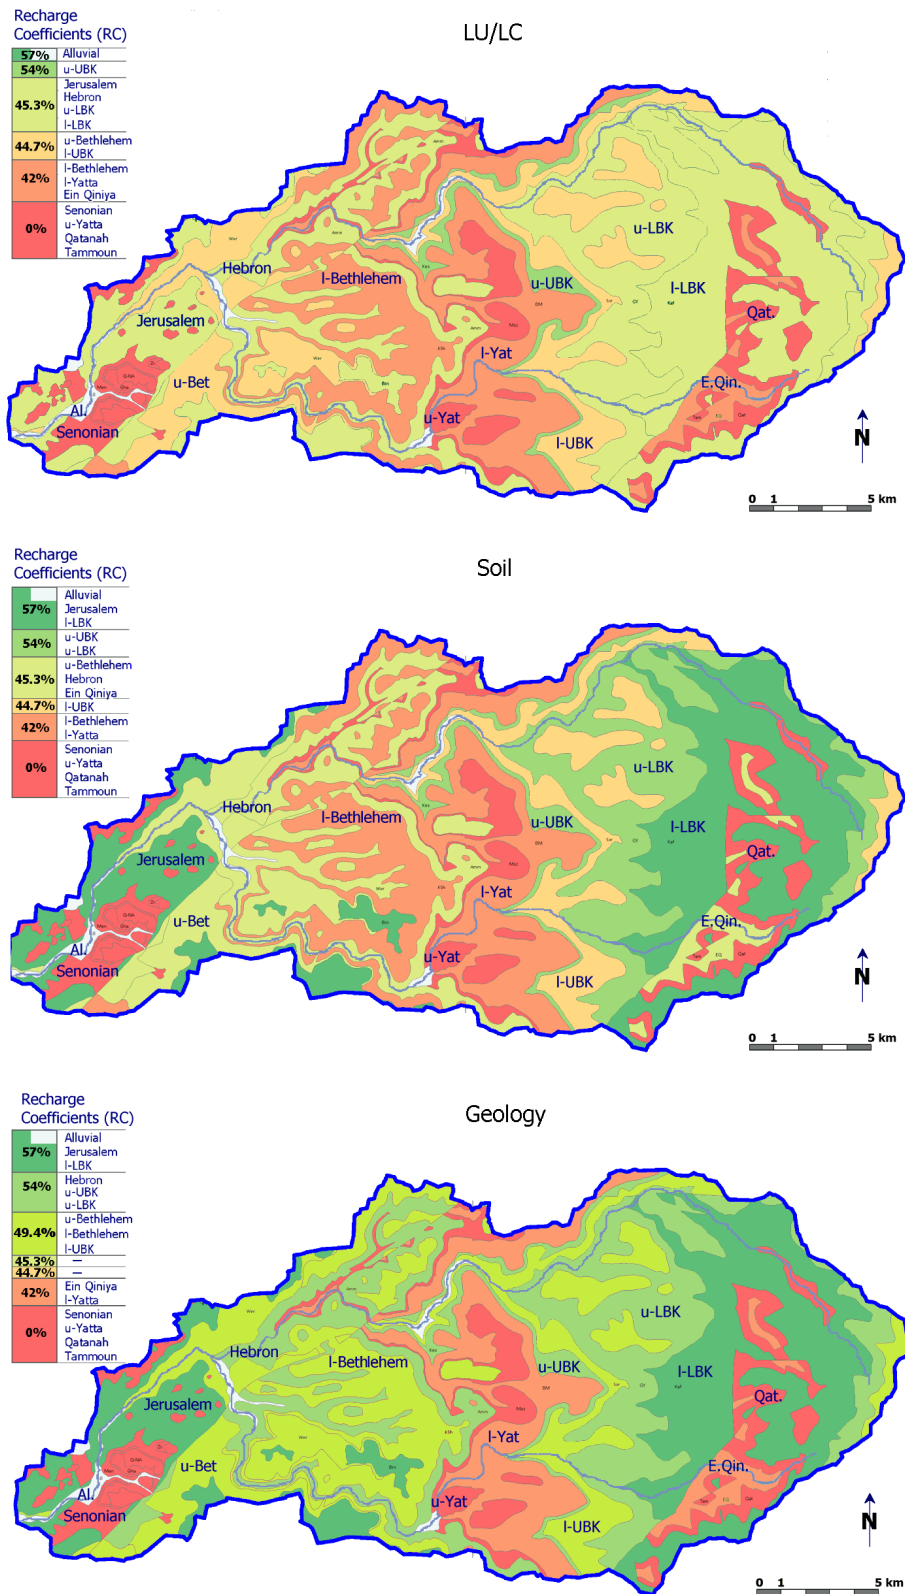 Recharge
Coefficients (RC)
LU/LC
57% Alluvial
54% u-UBK
45.3% Jerusalem
Hebron
u-LBK
l-LBK
44.7% u-Bethlehem
l-UBK
42% l-Bethlehem
l-Yatta
Ein Qiniya
0% Senonian
u-Yatta
Qatanah
Tammoun
u-LBK
Hebron
l-Bethlehem
u-UBK
l-LBK
Jerusalem
Qat.
l-Yat
u-Bet
E.Qin.
Al.
u-Yat
Senonian
l-UBK
N
0 1 5 km
Recharge
Coefficients (RC)
Soil
57% Alluvial
Jerusalem
l-LBK
54% u-UBK
u-LBK
45.3% u-Bethlehem
Hebron
Ein Qiniya
44.7% l-UBK
42% l-Bethlehem
l-Yatta
0% Senonian
u-Yatta
Qatanah
Tammoun
u-LBK
Hebron
l-Bethlehem
u-UBK
l-LBK
Jerusalem
Qat.
l-Yat
u-Bet
E.Qin.
Al.
u-Yat
Senonian
l-UBK
N
0 1 5 km
Recharge
Coefficients (RC)
Geology
57% Alluvial
Jerusalem
l-LBK
54% Hebron
u-UBK
u-LBK
49.4% u-Bethlehem
l-Bethlehem
l-UBK
45.3% —
44.7% —
42% Ein Qiniya
l-Yatta
0% Senonian
u-Yatta
Qatanah
Tammoun
u-LBK
Hebron
l-Bethlehem
u-UBK
l-LBK
Jerusalem
Qat.
l-Yat
u-Bet
E.Qin.
Al.
u-Yat
Senonian
l-UBK
N
0 1 5 km